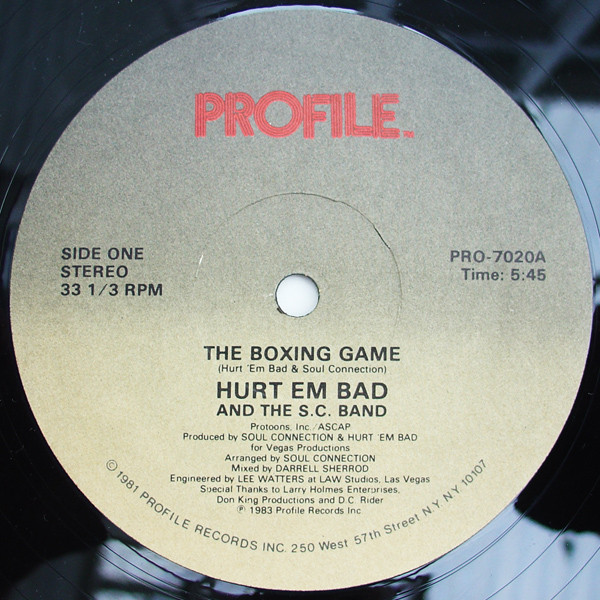 PROFILE.
SIDE ONE
STEREO
33 1/3 RPM
PRO-7020A
Time: 5:45
THE BOXING GAME
(Hurt 'Em Bad & Soul Connection)
HURT EM BAD
AND THE S.C. BAND
Protoons, Inc./ASCAP
Produced by SOUL CONNECTION & HURT 'EM BAD
for Vegas Productions
Arranged by SOUL CONNECTION
Mixed by DARRELL SHERROD
Engineered by LEE WATTERS at LAW Studios, Las Vegas
Special Thanks to Larry Holmes Enterprises,
Don King Productions and D.C. Rider
℗ 1983 Profile Records Inc
© 1981 PROFILE RECORDS INC. 250 West 57th Street N.Y. NY 10107